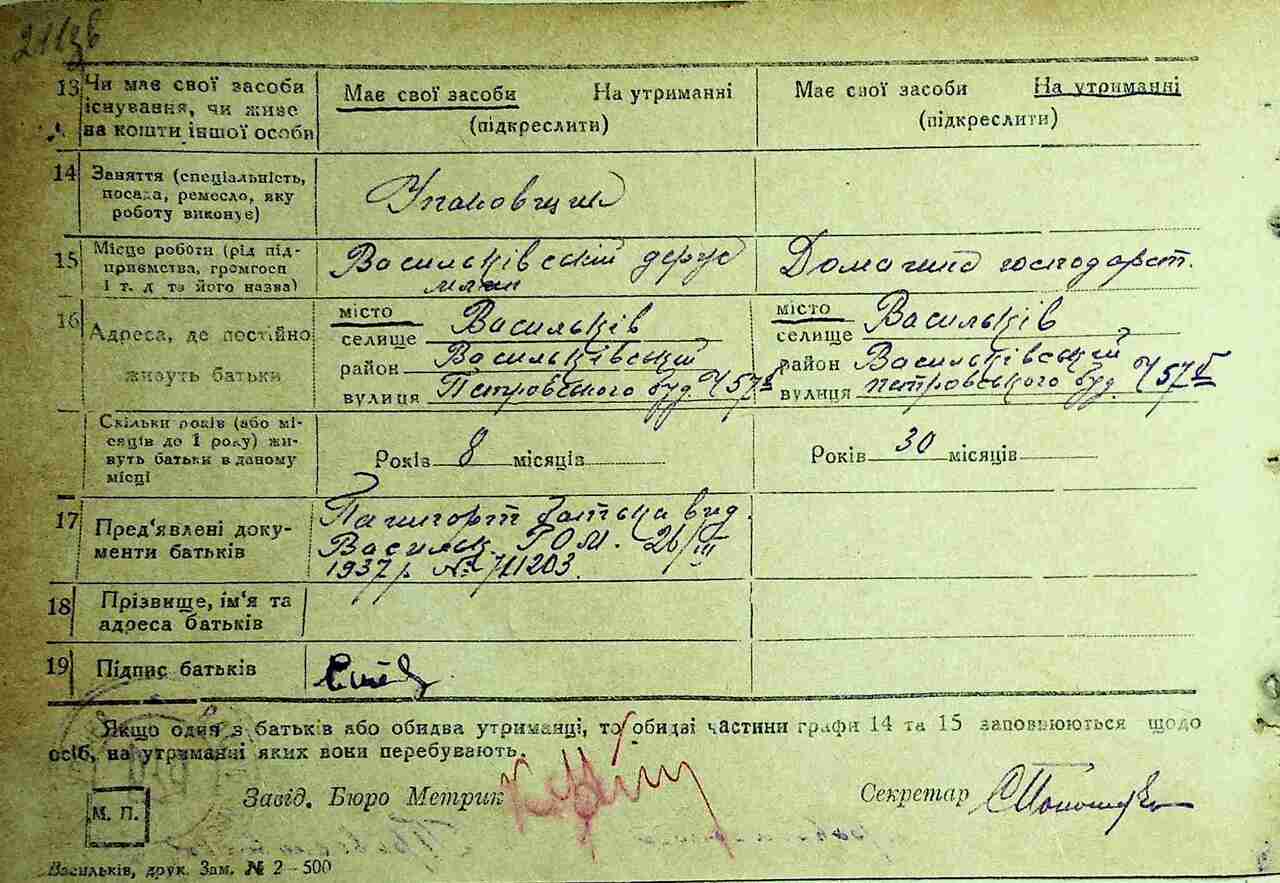 13 Чи має свої засоби існування, чи живе на кошти іншої особи
Має свої засоби На утриманні
(підкреслити)
Має свої засоби На утриманні
(підкреслити)
14 Заняття (спеціальність, посада, ремесло, яку роботу виконує)
Упаковщик
15 Місце роботи (рід підприємства, громгосп і т. д та його назва)
Васильківський держ
млин
Домашнє господарст.
16 Адреса, де постійно живуть батьки
місто Васильків
селище
район Васильківський
вулиця Петровського буд. Ч 57
місто Васильків
селище
район Васильківський
вулиця Петровського буд. Ч 57
Скільки років (або місяців до 1 року) живуть батьки в даному місці
Років 8 місяців
Років 30 місяців
17 Пред'явлені документи батьків
Пашпорт батька вид.
Васильк. РОМ. 26/III
1937 р №
18 Прізвище, ім'я та адреса батьків
19 Підпис батьків
Якщо один з батьків або обидва утриманці, то обидві частини графи 14 та 15 заповнюються щодо
осіб, на утриманні яких вони перебувають.
Завід. Бюро Метрик
Секретар
М. П.
Васильків, друк. Зам. № 2 - 500